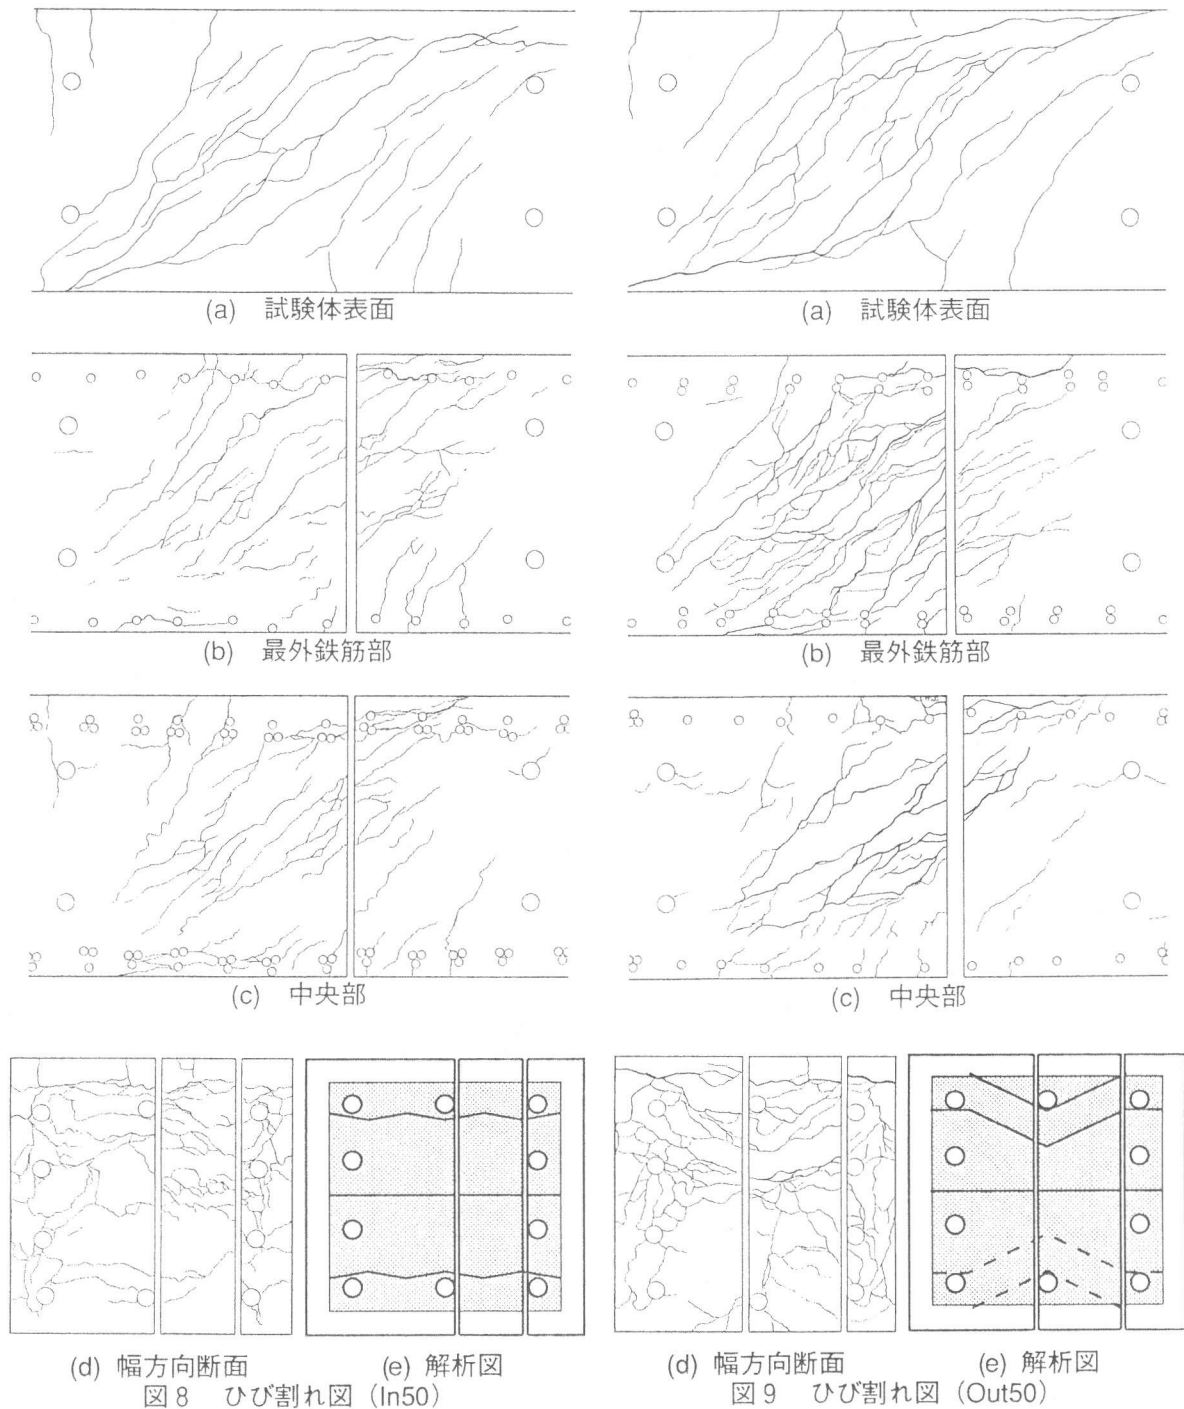 (a) 試験体表面
(b) 最外鉄筋部
(c) 中央部
(d) 幅方向断面
(e) 解析図
図8 ひび割れ図 (In50)
(a) 試験体表面
(b) 最外鉄筋部
(c) 中央部
(d) 幅方向断面
(e) 解析図
図9 ひび割れ図 (Out50)